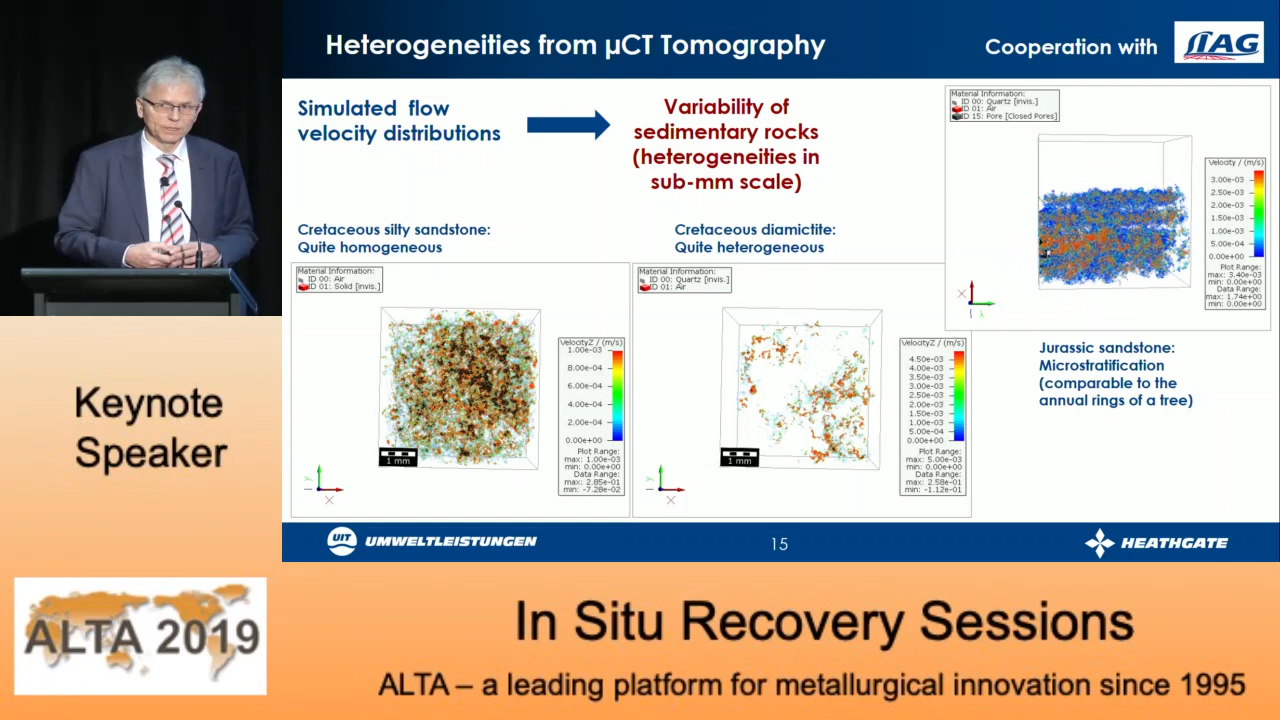 Heterogeneities from µCT Tomography
Cooperation with
Simulated flow
velocity distributions
Variability of
sedimentary rocks
(heterogeneities in
sub-mm scale)
Material Information:
ID 00: Quartz [invis.]
ID 01: Air
ID 15: Pore [Closed Pores]
Velocity / (m/s)
3.00e-03
2.50e-03
2.00e-03
1.50e-03
1.00e-03
5.00e-04
0.00e+00
Plot Range:
max: 3.40e-03
min: 0.00e+00
Data Range:
max: 1.74e+00
min: 0.00e+00
X
Cretaceous silty sandstone:
Quite homogeneous
Material Information:
ID 00: Air
ID 01: Solid [invis.]
VelocityZ / (m/s)
1.00e-03
8.00e-04
6.00e-04
4.00e-04
2.00e-04
0.00e+00
Plot Range:
max: 1.00e-03
min: 0.00e+00
Data Range:
max: 2.85e-01
min: -7.28e-02
1 mm
Y
X
Cretaceous diamictite:
Quite heterogeneous
Material Information:
ID 00: Quartz [invis.]
ID 01: Air
VelocityZ / (m/s)
4.50e-03
4.00e-03
3.50e-03
3.00e-03
2.50e-03
2.00e-03
1.50e-03
1.00e-03
5.00e-04
0.00e+00
Plot Range:
max: 5.00e-03
min: 0.00e+00
Data Range:
max: 2.58e-01
min: -1.12e-01
1 mm
Y
X
Jurassic sandstone:
Microstratification
(comparable to the
annual rings of a tree)
UIT UMWELTLEISTUNGEN
15
HEATHGATE
Keynote
Speaker
ALTA 2019
In Situ Recovery Sessions
ALTA – a leading platform for metallurgical innovation since 1995